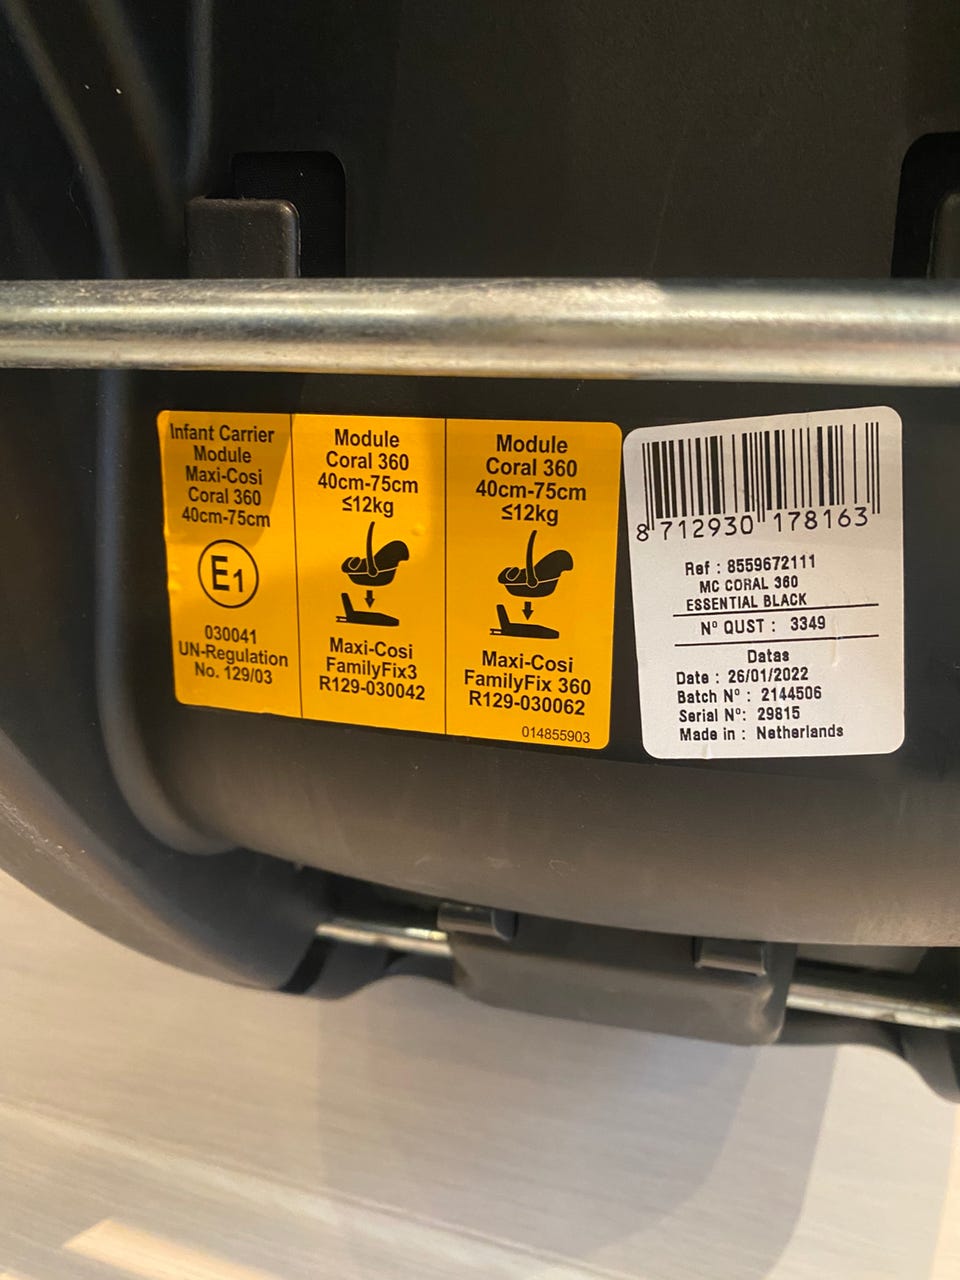 Infant Carrier
Module
Maxi-Cosi
Coral 360
40cm-75cm
E1
030041
UN-Regulation
No. 129/03
Module
Coral 360
40cm-75cm
≤12kg
Maxi-Cosi
FamilyFix3
R129-030042
Module
Coral 360
40cm-75cm
≤12kg
Maxi-Cosi
FamilyFix 360
R129-030062
014855903
8 712930 178163
Ref : 8559672111
MC CORAL 360
ESSENTIAL BLACK
Nº QUST : 3349
Datas
Date : 26/01/2022
Batch Nº : 2144506
Serial Nº: 29815
Made in : Netherlands